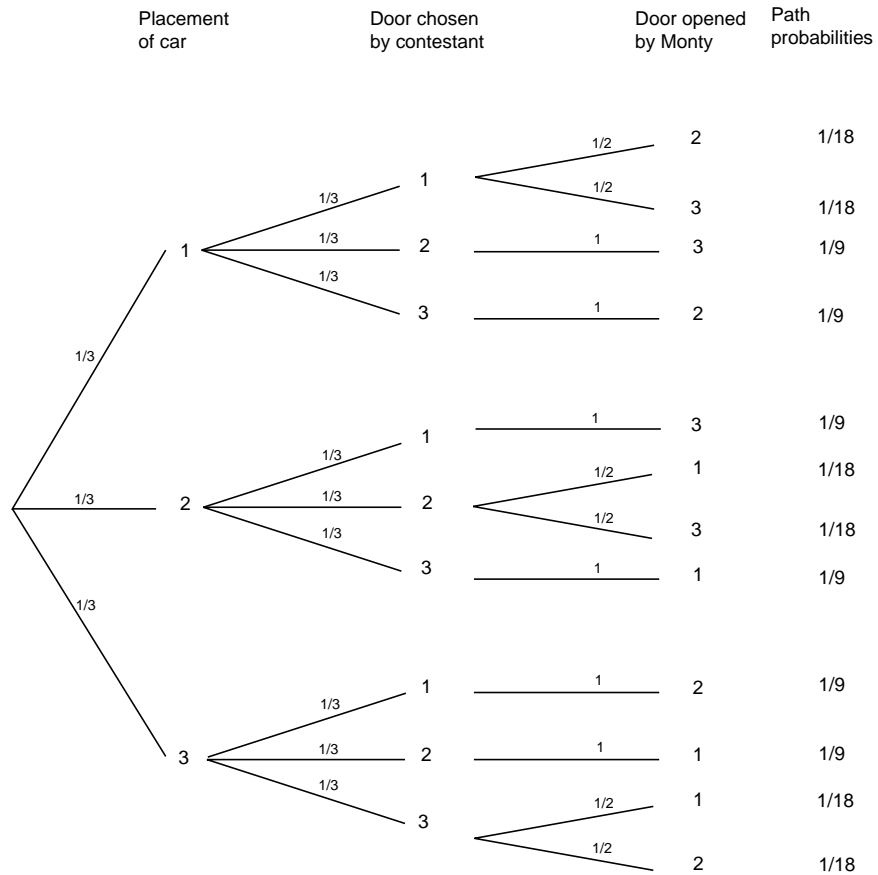 Placement of car
Door chosen by contestant
Door opened by Monty
Path probabilities
1/2 2 1/18
1
1/3 1/2
3 1/18
1 1/3 2 1 3 1/9
1/3
3 1 2 1/9
1/3
1 1 3 1/9
1/3 1/2 1 1/18
1/3 2 1/3 2
1/2 3 1/18
1/3
3 1 1 1/9
1/3
1 1 2 1/9
1/3
3 1/3 2 1 1 1/9
1/3 1/2 1 1/18
3
1/2
2 1/18